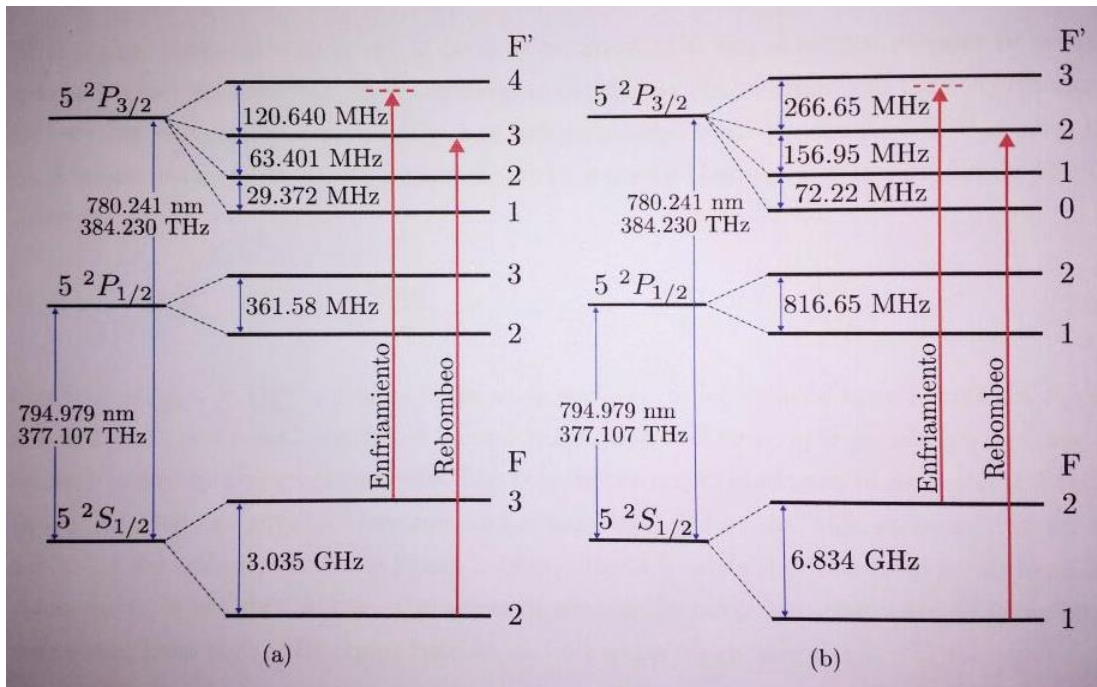 F'
4
5 ²P₃/₂
120.640 MHz
3
63.401 MHz
2
29.372 MHz
1
780.241 nm
384.230 THz
3
5 ²P₁/₂
361.58 MHz
2
794.979 nm
377.107 THz
Enfriamiento
Rebombeo
F
3
5 ²S₁/₂
3.035 GHz
2
(a)
F'
3
5 ²P₃/₂
266.65 MHz
2
156.95 MHz
1
72.22 MHz
0
780.241 nm
384.230 THz
2
5 ²P₁/₂
816.65 MHz
1
794.979 nm
377.107 THz
Enfriamiento
Rebombeo
F
2
5 ²S₁/₂
6.834 GHz
1
(b)